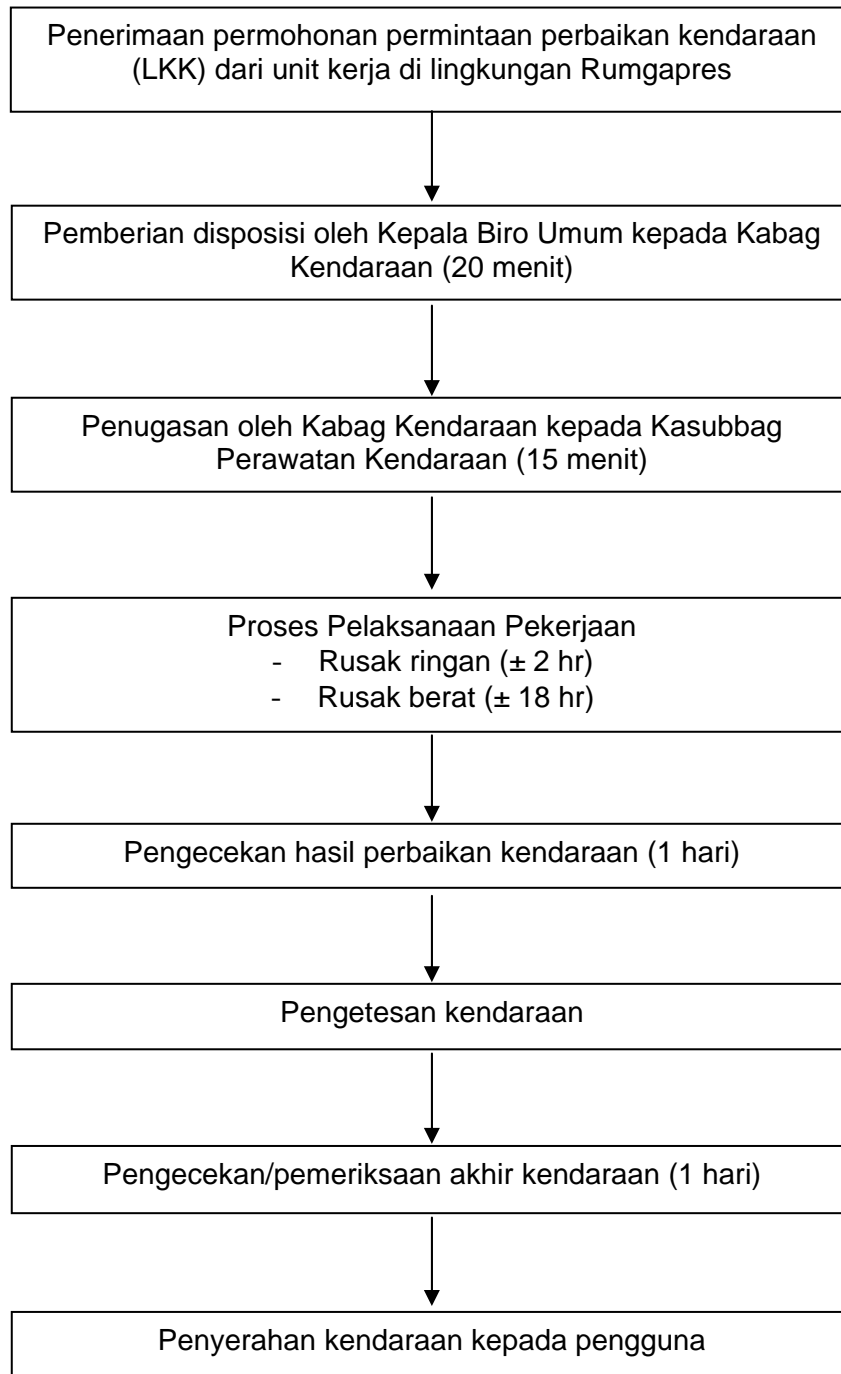 Penerimaan permohonan permintaan perbaikan kendaraan
(LKK) dari unit kerja di lingkungan Rumgapres
Pemberian disposisi oleh Kepala Biro Umum kepada Kabag
Kendaraan (20 menit)
Penugasan oleh Kabag Kendaraan kepada Kasubbag
Perawatan Kendaraan (15 menit)
Proses Pelaksanaan Pekerjaan
- Rusak ringan (± 2 hr)
- Rusak berat (± 18 hr)
Pengecekan hasil perbaikan kendaraan (1 hari)
Pengetesan kendaraan
Pengecekan/pemeriksaan akhir kendaraan (1 hari)
Penyerahan kendaraan kepada pengguna